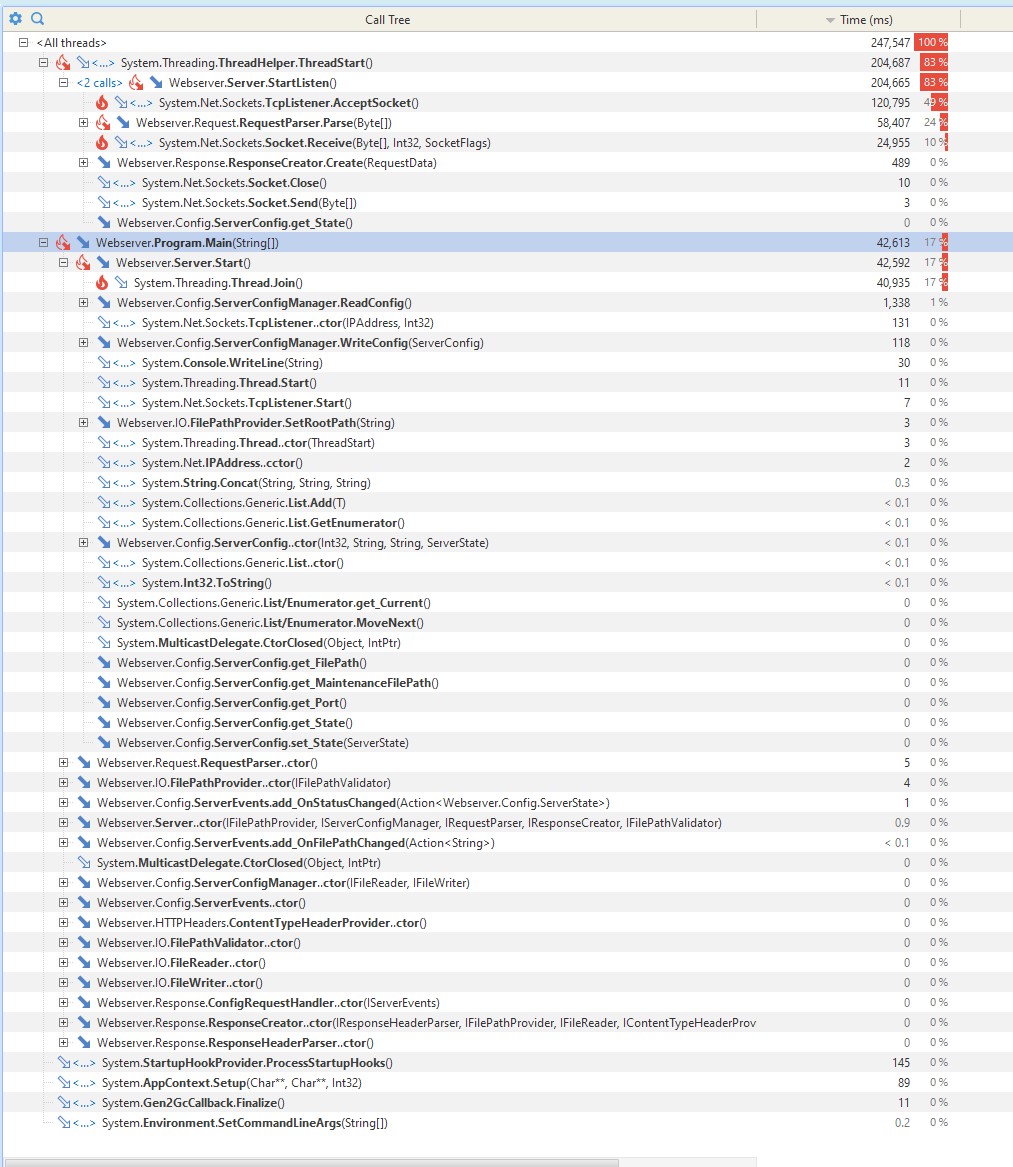 Call Tree Time (ms)
<All threads> 247,547 100 %
<...> System.Threading.ThreadHelper.ThreadStart() 204,687 83 %
<2 calls> Webserver.Server.StartListen() 204,665 83 %
<...> System.Net.Sockets.TcpListener.AcceptSocket() 120,795 49 %
Webserver.Request.RequestParser.Parse(Byte[]) 58,407 24 %
<...> System.Net.Sockets.Socket.Receive(Byte[], Int32, SocketFlags) 24,955 10 %
Webserver.Response.ResponseCreator.Create(RequestData) 489 0 %
<...> System.Net.Sockets.Socket.Close() 10 0 %
<...> System.Net.Sockets.Socket.Send(Byte[]) 3 0 %
Webserver.Config.ServerConfig.get_State() 0 0 %
Webserver.Program.Main(String[]) 42,613 17 %
Webserver.Server.Start() 42,592 17 %
System.Threading.Thread.Join() 40,935 17 %
Webserver.Config.ServerConfigManager.ReadConfig() 1,338 1 %
<...> System.Net.Sockets.TcpListener..ctor(IPAddress, Int32) 131 0 %
Webserver.Config.ServerConfigManager.WriteConfig(ServerConfig) 118 0 %
<...> System.Console.WriteLine(String) 30 0 %
<...> System.Threading.Thread.Start() 11 0 %
<...> System.Net.Sockets.TcpListener.Start() 7 0 %
Webserver.IO.FilePathProvider.SetRootPath(String) 3 0 %
<...> System.Threading.Thread..ctor(ThreadStart) 3 0 %
<...> System.Net.IPAddress..cctor() 2 0 %
<...> System.String.Concat(String, String, String) 0.3 0 %
<...> System.Collections.Generic.List.Add(T) < 0.1 0 %
<...> System.Collections.Generic.List.GetEnumerator() < 0.1 0 %
Webserver.Config.ServerConfig..ctor(Int32, String, String, ServerState) < 0.1 0 %
<...> System.Collections.Generic.List..ctor() < 0.1 0 %
<...> System.Int32.ToString() < 0.1 0 %
System.Collections.Generic.List/Enumerator.get_Current() 0 0 %
System.Collections.Generic.List/Enumerator.MoveNext() 0 0 %
System.MulticastDelegate.CtorClosed(Object, IntPtr) 0 0 %
Webserver.Config.ServerConfig.get_FilePath() 0 0 %
Webserver.Config.ServerConfig.get_MaintenanceFilePath() 0 0 %
Webserver.Config.ServerConfig.get_Port() 0 0 %
Webserver.Config.ServerConfig.get_State() 0 0 %
Webserver.Config.ServerConfig.set_State(ServerState) 0 0 %
Webserver.Request.RequestParser..ctor() 5 0 %
Webserver.IO.FilePathProvider..ctor(IFilePathValidator) 4 0 %
Webserver.Config.ServerEvents.add_OnStatusChanged(Action<Webserver.Config.ServerState>) 1 0 %
Webserver.Server..ctor(IFilePathProvider, IServerConfigManager, IRequestParser, IResponseCreator, IFilePathValidator) 0.9 0 %
Webserver.Config.ServerEvents.add_OnFilePathChanged(Action<String>) < 0.1 0 %
System.MulticastDelegate.CtorClosed(Object, IntPtr) 0 0 %
Webserver.Config.ServerConfigManager..ctor(IFileReader, IFileWriter) 0 0 %
Webserver.Config.ServerEvents..ctor() 0 0 %
Webserver.HTTPHeaders.ContentTypeHeaderProvider..ctor() 0 0 %
Webserver.IO.FilePathValidator..ctor() 0 0 %
Webserver.IO.FileReader..ctor() 0 0 %
Webserver.IO.FileWriter..ctor() 0 0 %
Webserver.Response.ConfigRequestHandler..ctor(IServerEvents) 0 0 %
Webserver.Response.ResponseCreator..ctor(IResponseHeaderParser, IFilePathProvider, IFileReader, IContentTypeHeaderProv 0 0 %
Webserver.Response.ResponseHeaderParser..ctor() 0 0 %
<...> System.StartupHookProvider.ProcessStartupHooks() 145 0 %
<...> System.AppContext.Setup(Char**, Char**, Int32) 89 0 %
<...> System.Gen2GcCallback.Finalize() 11 0 %
<...> System.Environment.SetCommandLineArgs(String[]) 0.2 0 %